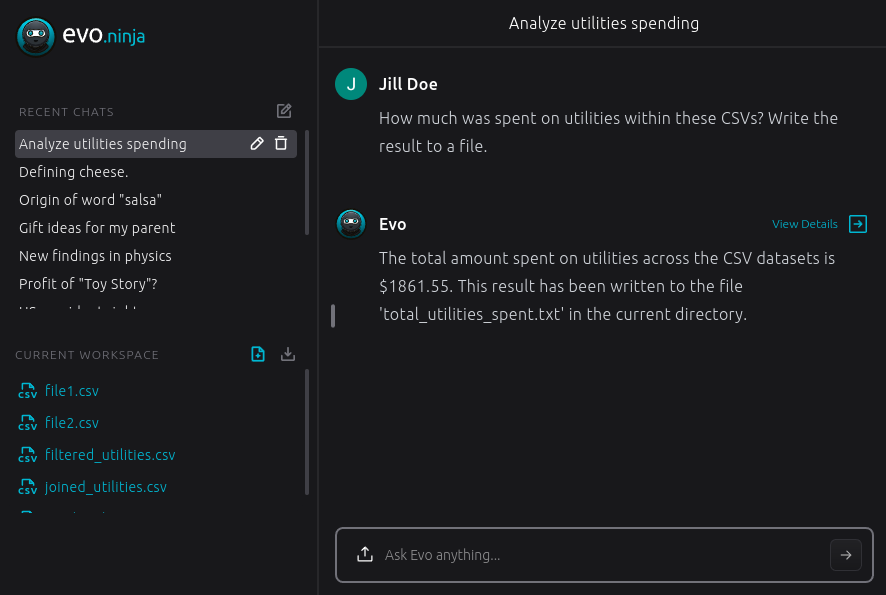 evo.ninja
RECENT CHATS
Analyze utilities spending
Defining cheese.
Origin of word "salsa"
Gift ideas for my parent
New findings in physics
Profit of "Toy Story"?
CURRENT WORKSPACE
CSV file1.csv
CSV file2.csv
CSV filtered_utilities.csv
CSV joined_utilities.csv
Analyze utilities spending
J Jill Doe
How much was spent on utilities within these CSVs? Write the
result to a file.
Evo View Details
The total amount spent on utilities across the CSV datasets is
$1861.55. This result has been written to the file
'total_utilities_spent.txt' in the current directory.
Ask Evo anything...